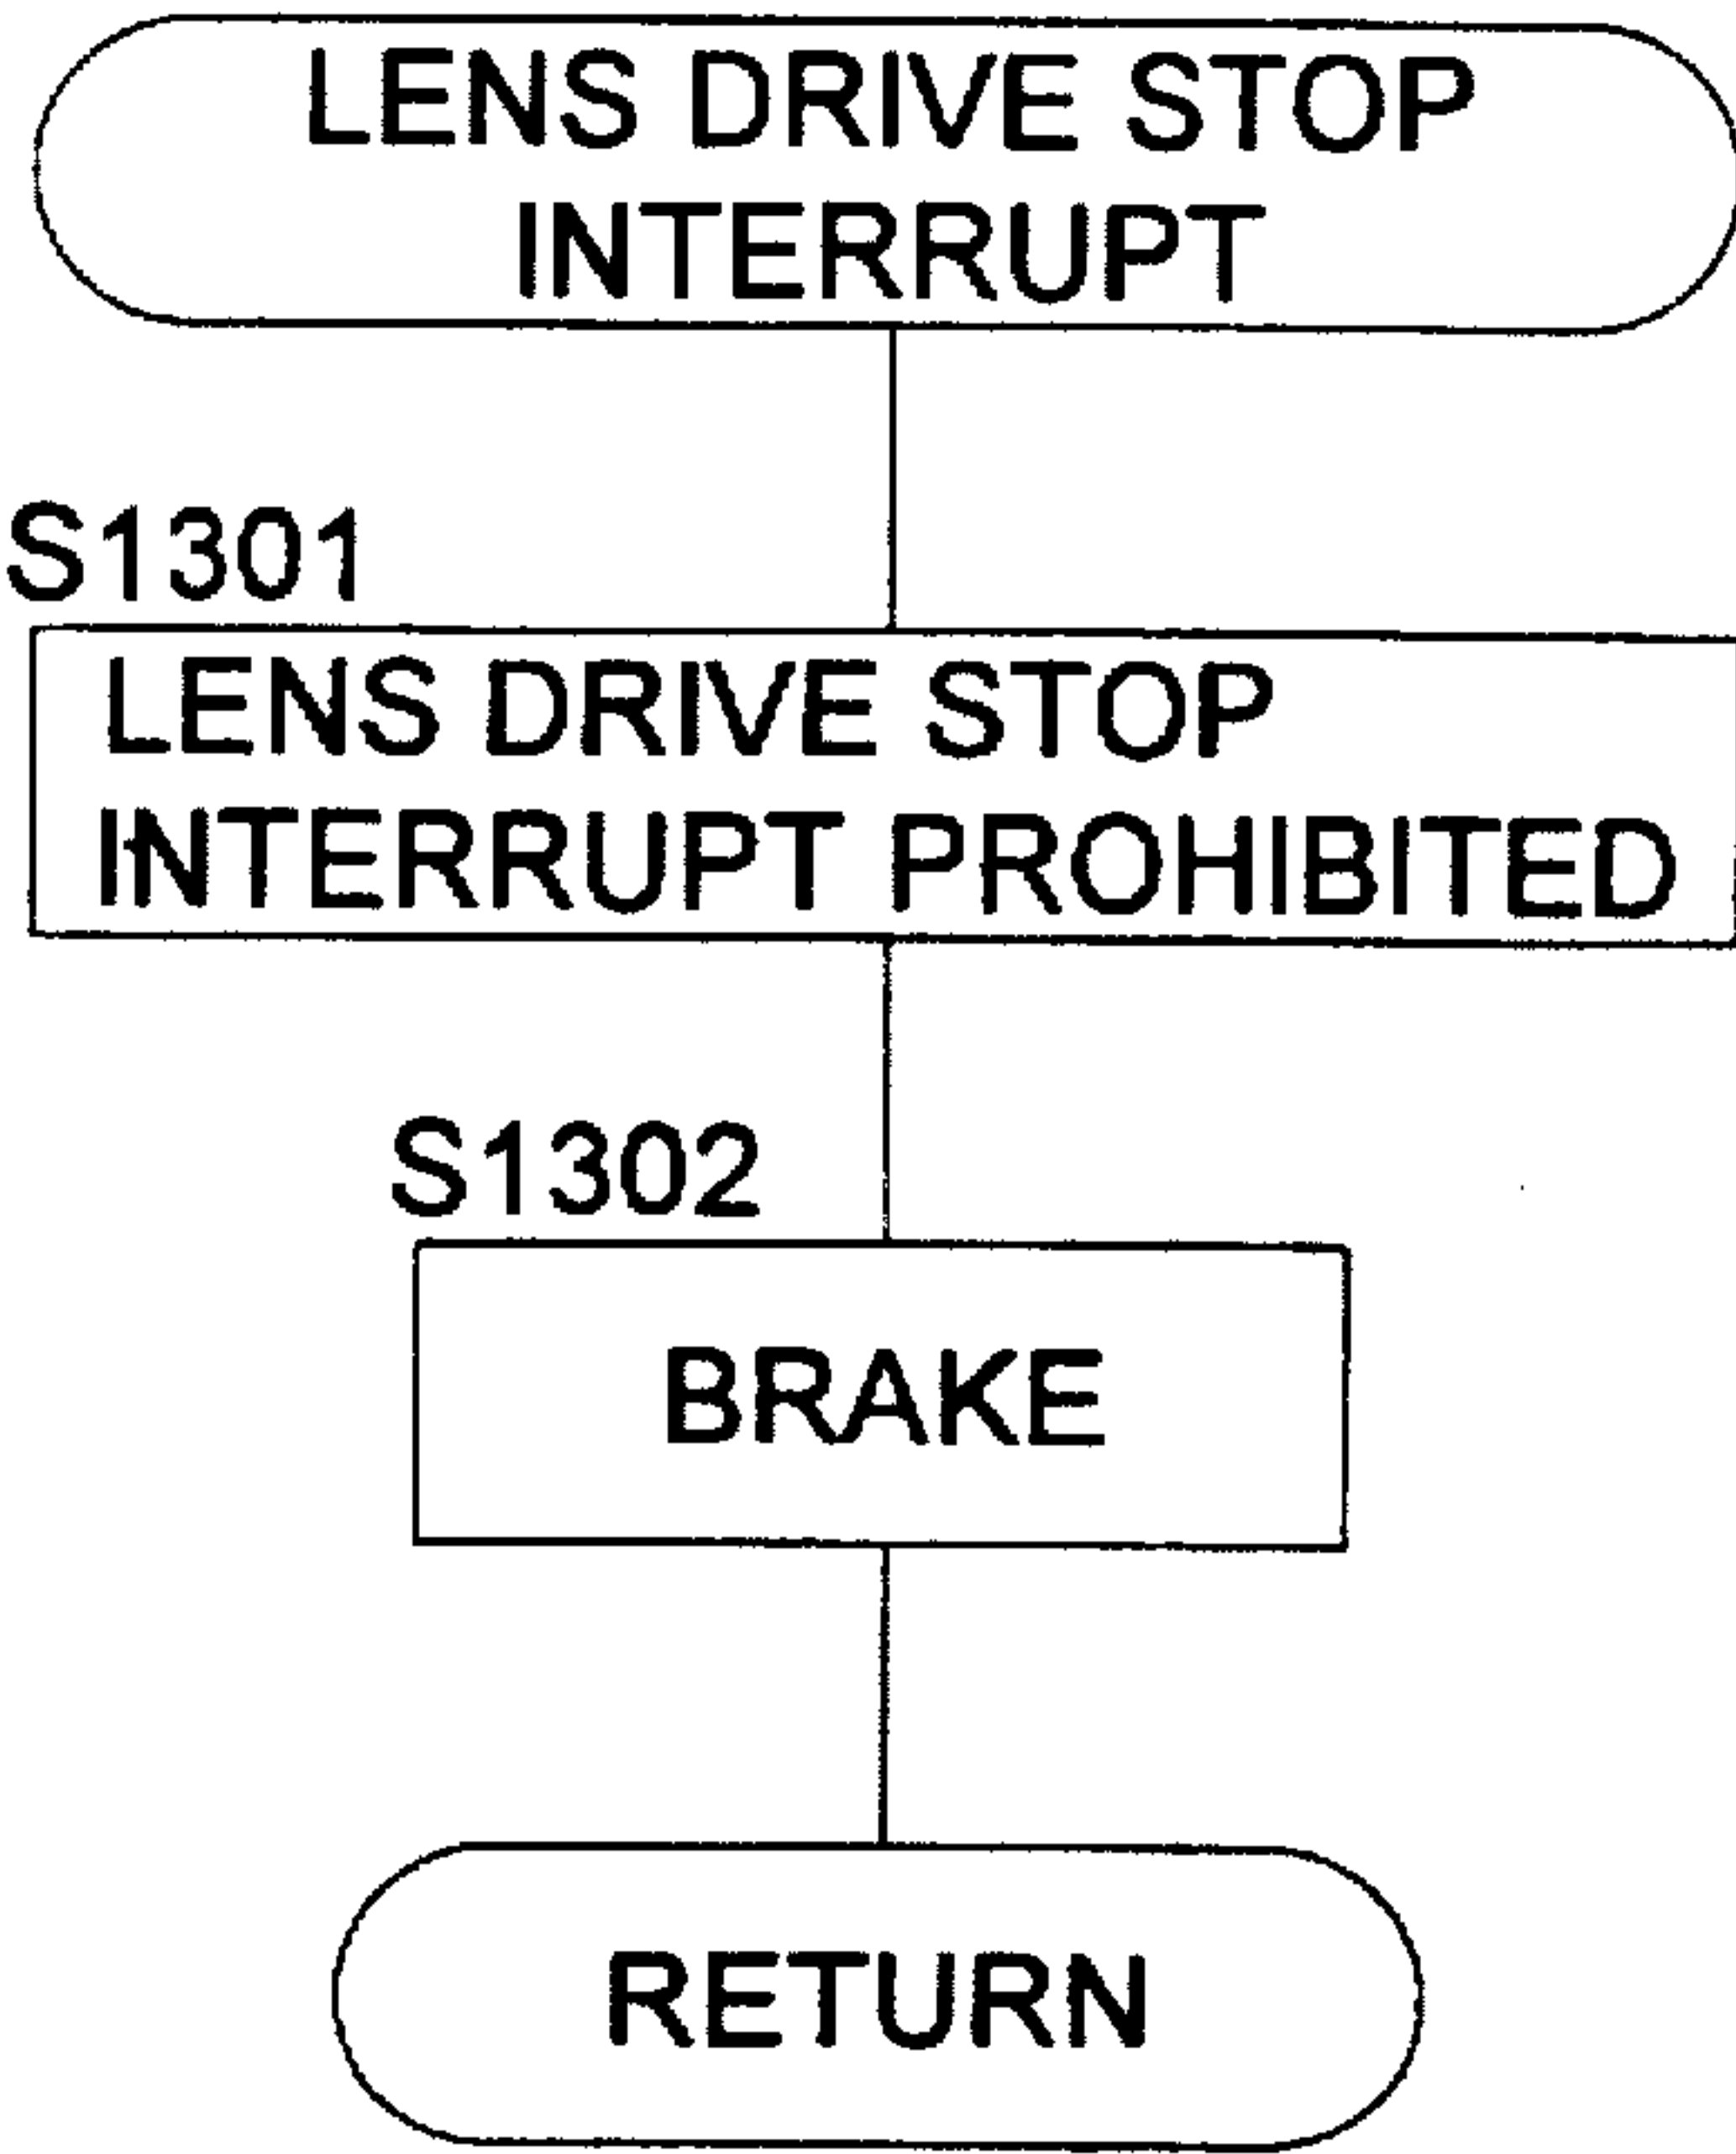 LENS DRIVE STOP
INTERRUPT
S1301
LENS DRIVE STOP
INTERRUPT PROHIBITED
S1302
BRAKE
RETURN